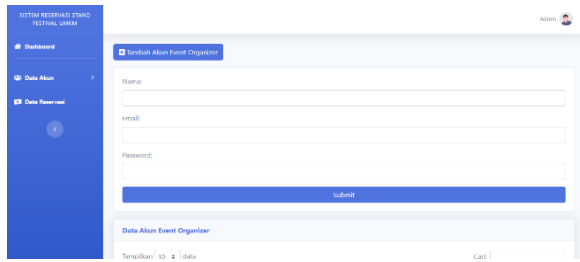 SISTEM RESERVASI STAND
FESTIVAL UMKM
Admin
Dashboard
Tambah Akun Event Organizer
Data Akun
Nama:
Data Reservasi
Email:
Password:
Submit
Data Akun Event Organizer
Tampilkan 10 data
Cari: